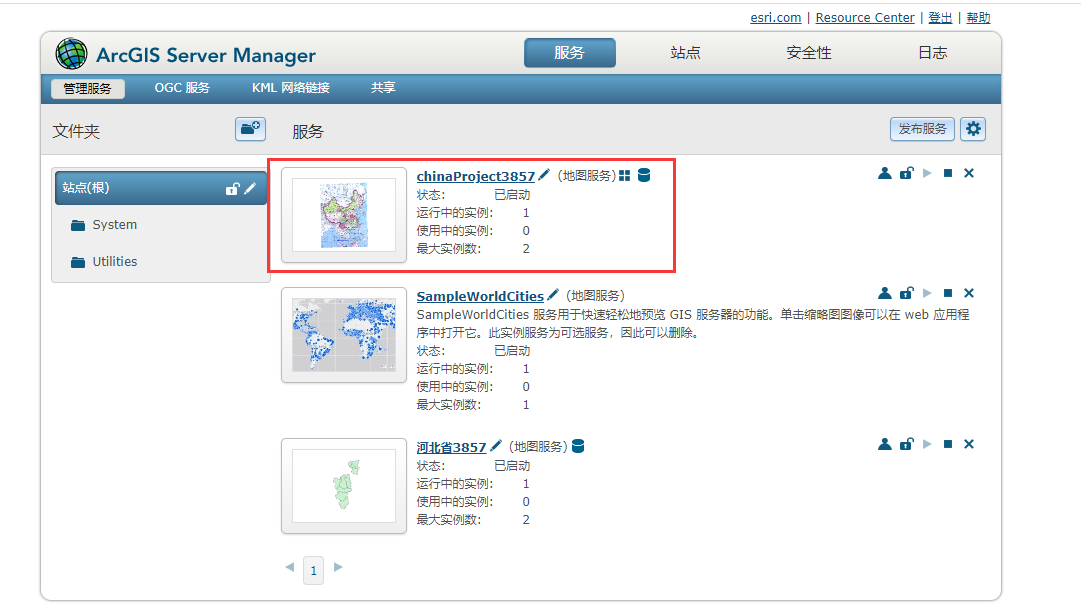 esri.com | Resource Center | 登出 | 帮助
ArcGIS Server Manager 服务 站点 安全性 日志
管理服务 OGC 服务 KML 网络链接 共享
文件夹 服务 发布服务
站点(根)
System
Utilities
chinaProject3857 (地图服务)
状态: 已启动
运行中的实例: 1
使用中的实例: 0
最大实例数: 2
SampleWorldCities (地图服务)
SampleWorldCities 服务用于快速轻松地预览 GIS 服务器的功能。单击缩略图图像可以在 web 应用程
序中打开它。此实例服务为可选服务，因此可以删除。
状态: 已启动
运行中的实例: 1
使用中的实例: 0
最大实例数: 1
河北省3857 (地图服务)
状态: 已启动
运行中的实例: 1
使用中的实例: 0
最大实例数: 2
1